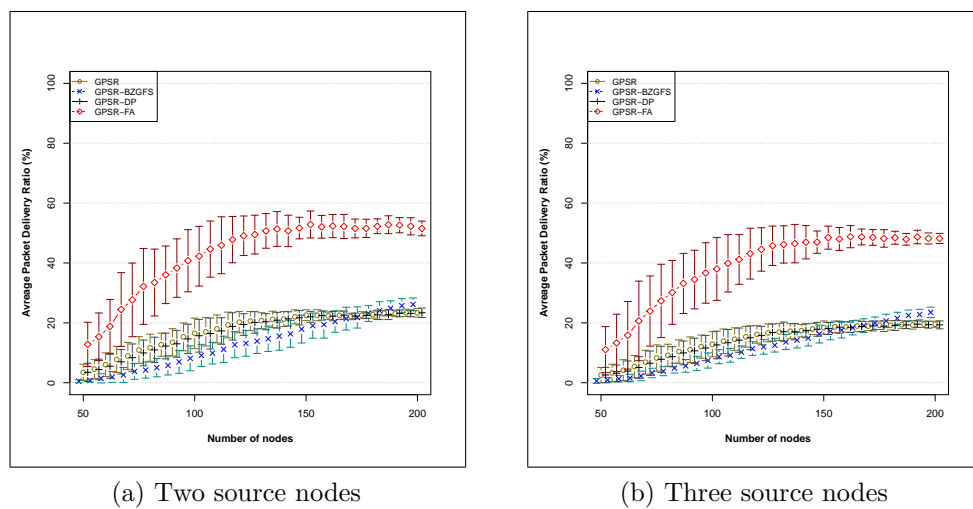 GPSR
GPSR−BZGFS
GPSR−DP
GPSR−FA
Avreage Packet Delivery Ratio (%)
100
80
60
40
20
0
50 100 150 200
Number of nodes
(a) Two source nodes
GPSR
GPSR−BZGFS
GPSR−DP
GPSR−FA
Avreage Packet Delivery Ratio (%)
100
80
60
40
20
0
50 100 150 200
Number of nodes
(b) Three source nodes